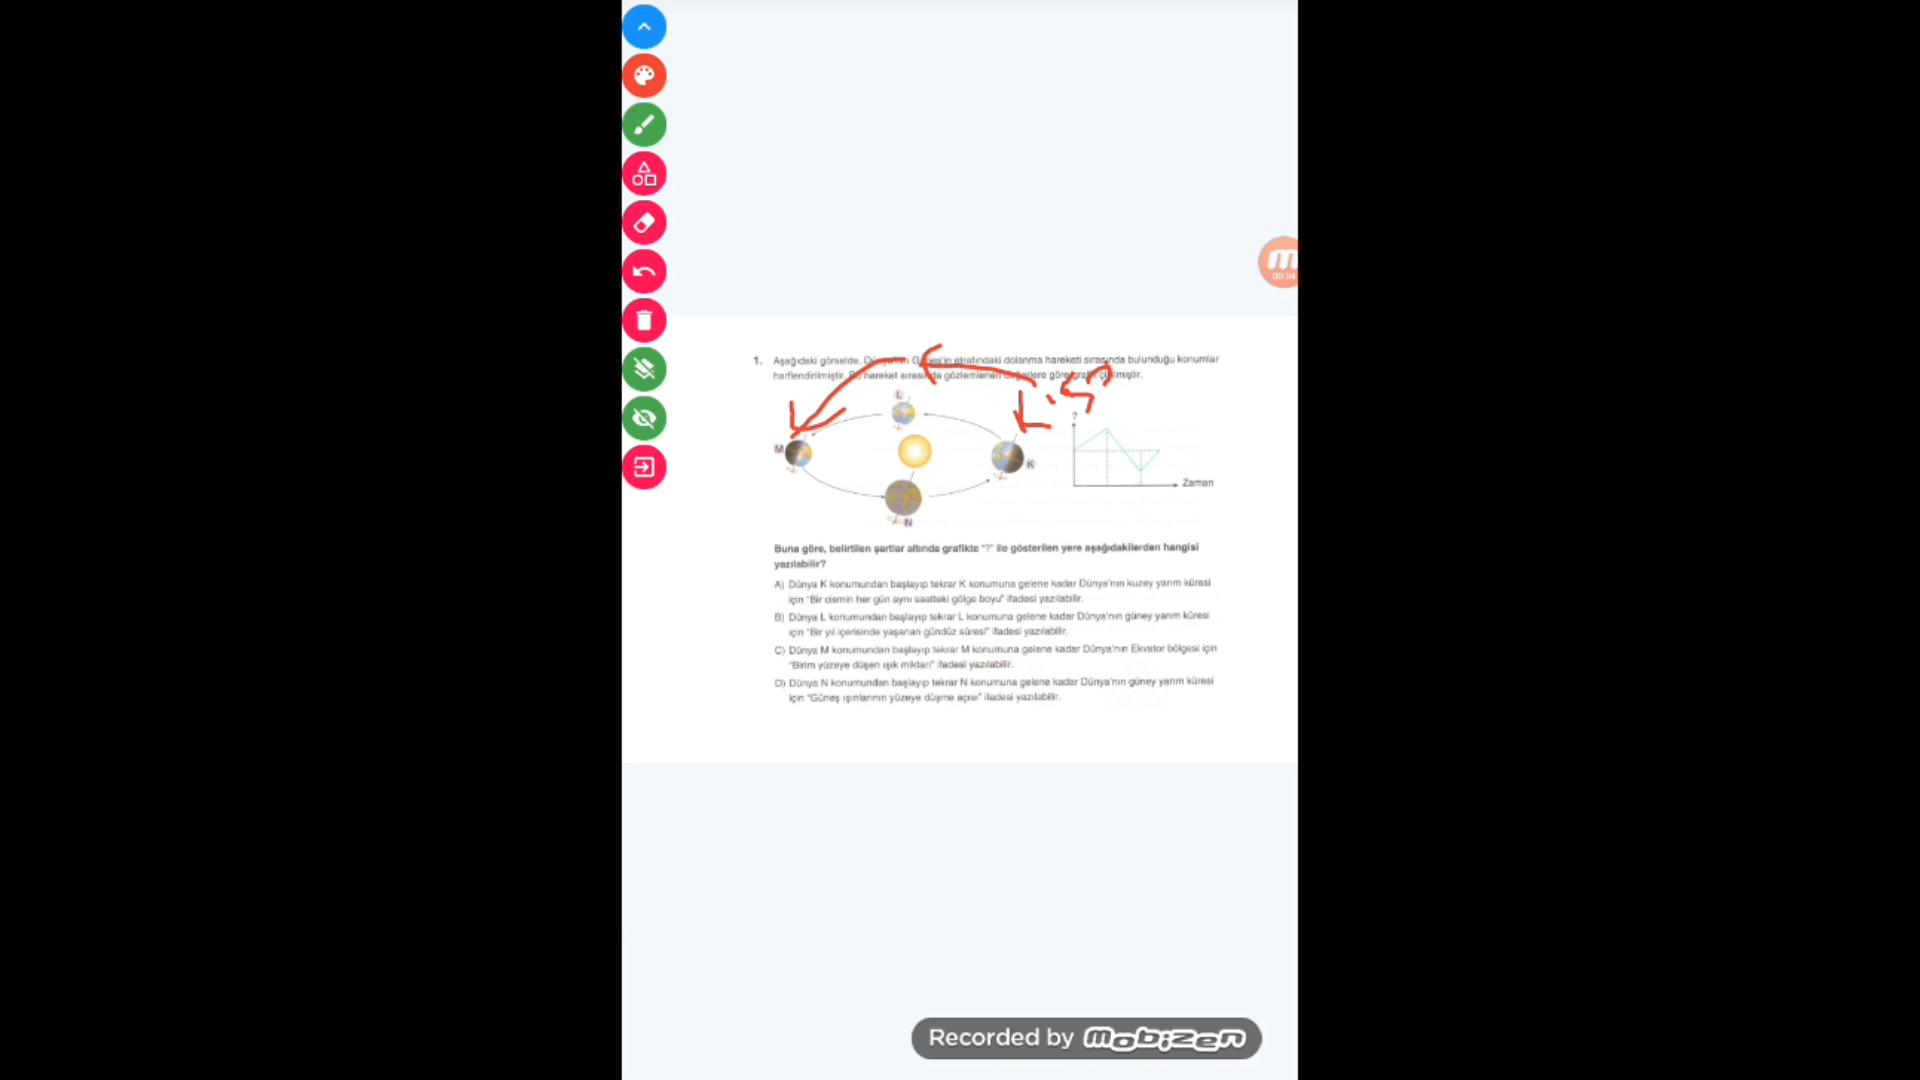 00:54
1. Aşağıdaki görselde, Dünya'nın Güneş'in etrafındaki dolanma hareketi sırasında bulunduğu konumlar
harflendirilmiştir. Bu hareket sırasında gözlemlenen değerlere göre grafik çizilmiştir.
L
?
M
K
Zaman
N
Buna göre, belirtilen şartlar altında grafikte "?" ile gösterilen yere aşağıdakilerden hangisi
yazılabilir?
A) Dünya K konumundan başlayıp tekrar K konumuna gelene kadar Dünya'nın kuzey yarım küresi
için "Bir cismin her gün aynı saatteki gölge boyu" ifadesi yazılabilir.
B) Dünya L konumundan başlayıp tekrar L konumuna gelene kadar Dünya'nın güney yarım küresi
için "Bir yıl içerisinde yaşanan gündüz süresi" ifadesi yazılabilir.
C) Dünya M konumundan başlayıp tekrar M konumuna gelene kadar Dünya'nın Ekvator bölgesi için
"Birim yüzeye düşen ışık miktarı" ifadesi yazılabilir.
D) Dünya N konumundan başlayıp tekrar N konumuna gelene kadar Dünya'nın güney yarım küresi
için "Güneş ışınlarının yüzeye düşme açısı" ifadesi yazılabilir.
Recorded by mobizen